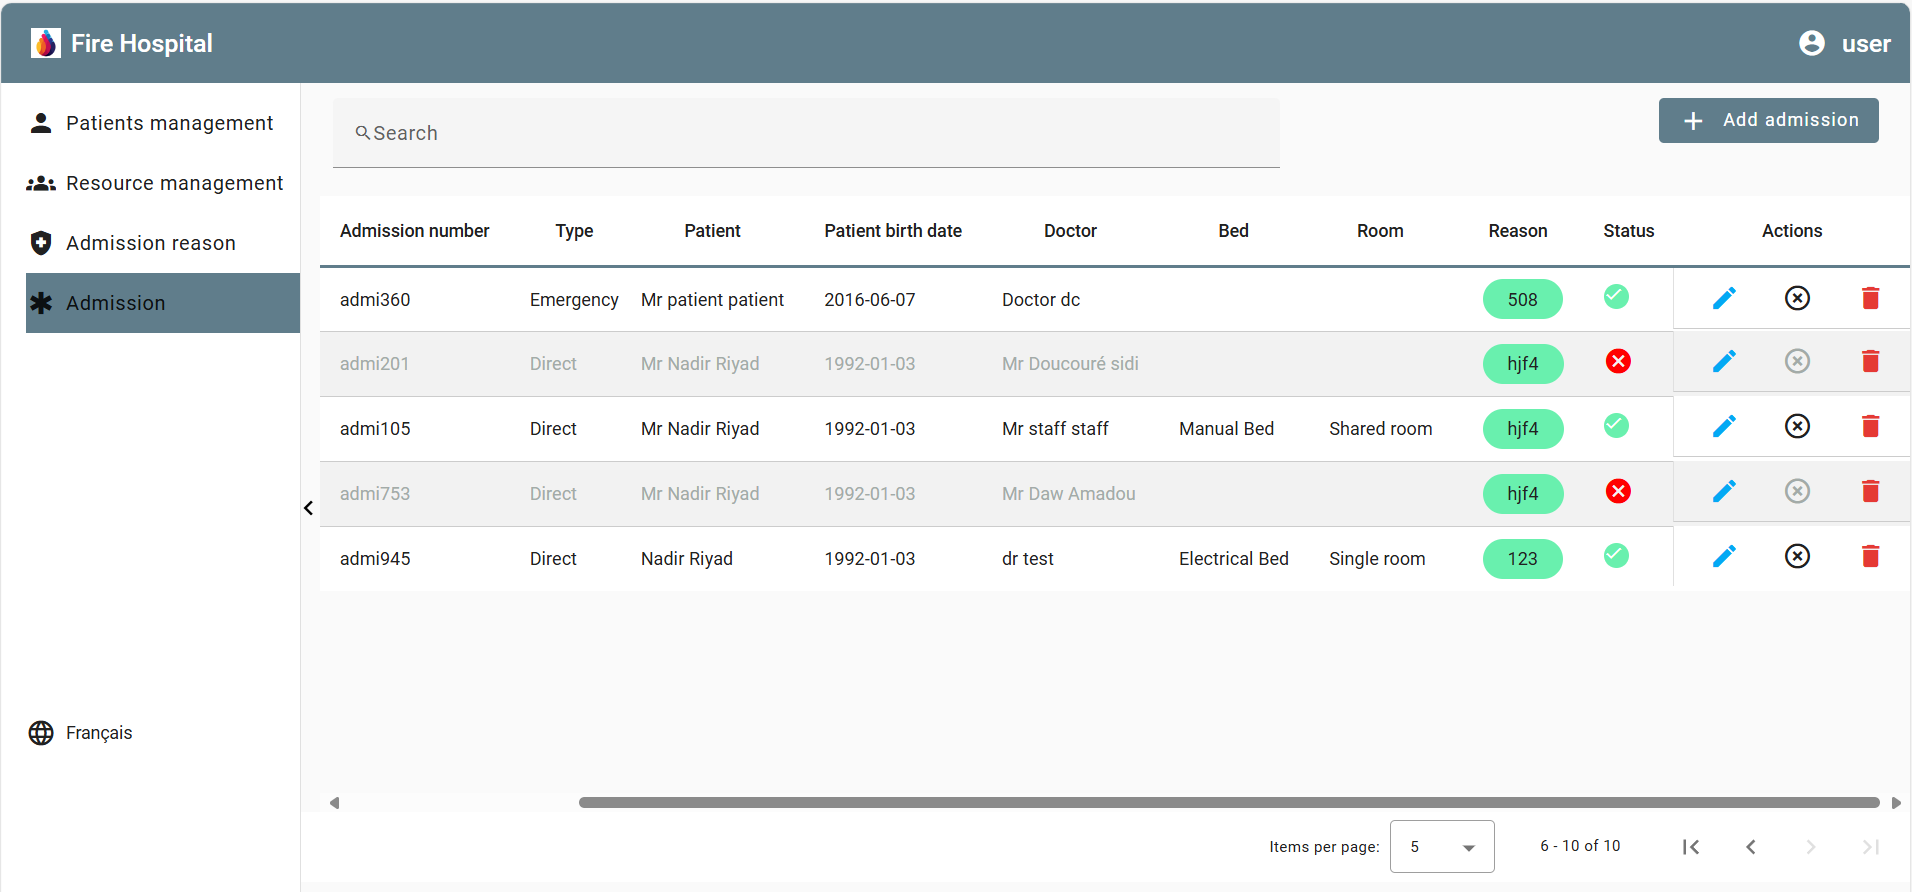 Fire Hospital
user
Patients management
Resource management
Admission reason
Admission
Français
Search
Add admission
Admission number Type Patient Patient birth date Doctor Bed Room Reason Status Actions
admi360 Emergency Mr patient patient 2016-06-07 Doctor dc 508
admi201 Direct Mr Nadir Riyad 1992-01-03 Mr Doucouré sidi hjf4
admi105 Direct Mr Nadir Riyad 1992-01-03 Mr staff staff Manual Bed Shared room hjf4
admi753 Direct Mr Nadir Riyad 1992-01-03 Mr Daw Amadou hjf4
admi945 Direct Nadir Riyad 1992-01-03 dr test Electrical Bed Single room 123
Items per page: 5 6 - 10 of 10